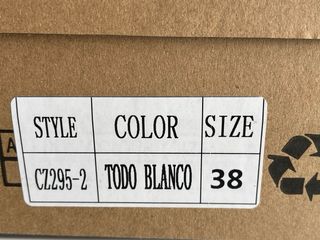 STYLE COLOR SIZE
CZ295-2 TODO BLANCO 38